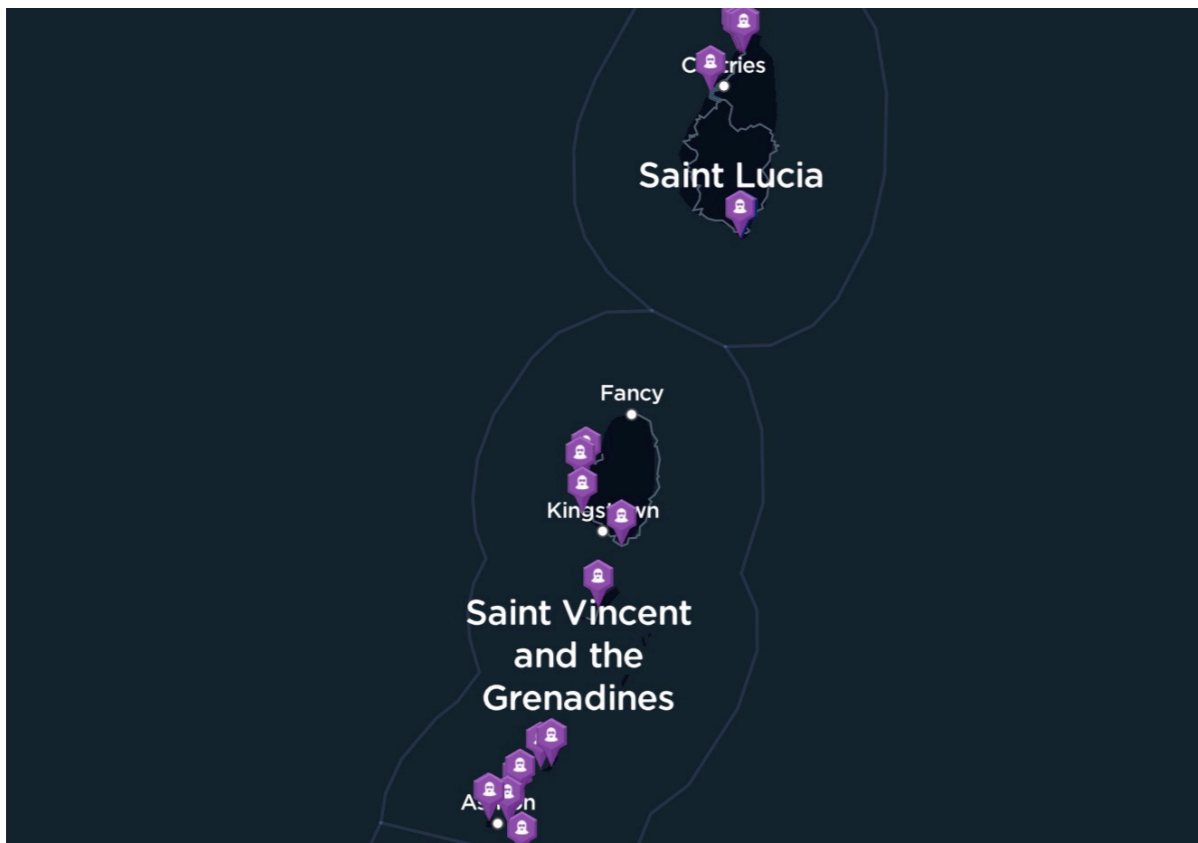 Saint Lucia
Fancy
Saint Vincent
and the
Grenadines